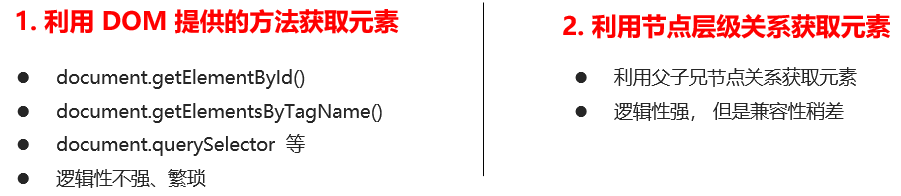 1. 利用 DOM 提供的方法获取元素
● document.getElementById()
● document.getElementsByTagName()
● document.querySelector 等
● 逻辑性不强、繁琐
2. 利用节点层级关系获取元素
● 利用父子兄节点关系获取元素
● 逻辑性强， 但是兼容性稍差